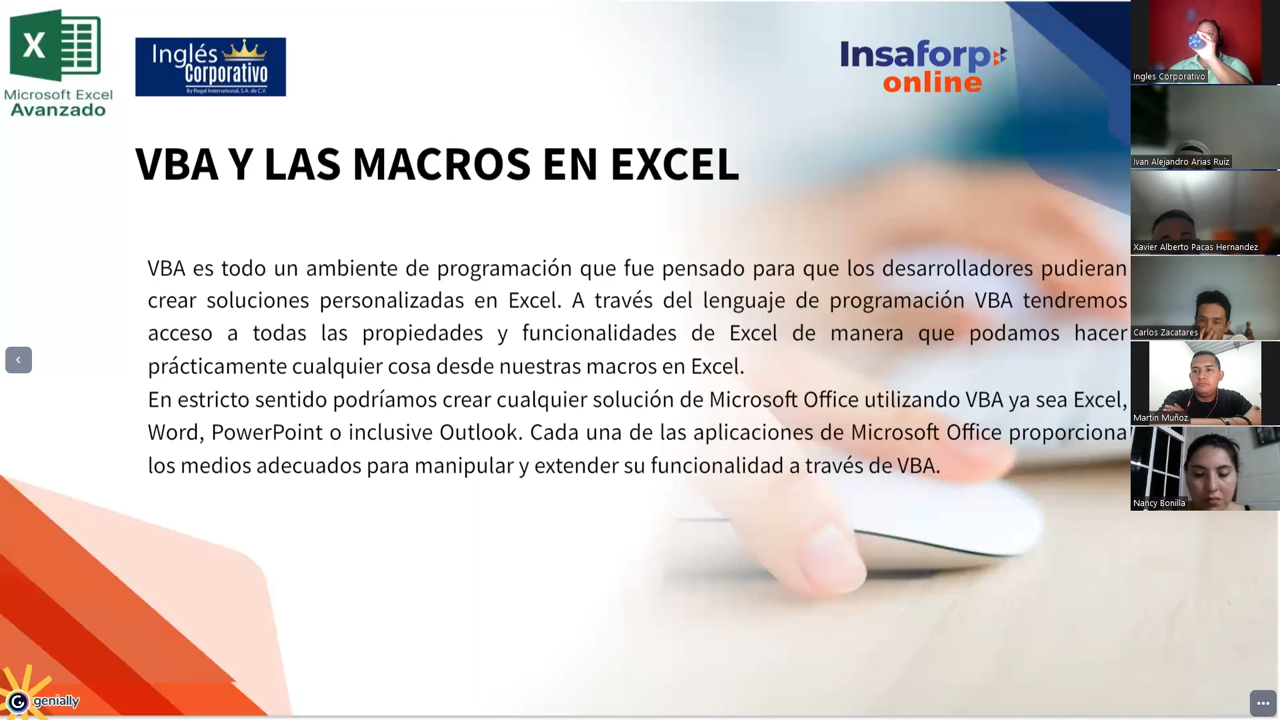 X
Microsoft Excel
Avanzado
Inglés
Corporativo
By Regal International, S.A. de C.V.
Insaforp
online
VBA Y LAS MACROS EN EXCEL
VBA es todo un ambiente de programación que fue pensado para que los desarrolladores pudieran
crear soluciones personalizadas en Excel. A través del lenguaje de programación VBA tendremos
acceso a todas las propiedades y funcionalidades de Excel de manera que podamos hacer
prácticamente cualquier cosa desde nuestras macros en Excel.
En estricto sentido podríamos crear cualquier solución de Microsoft Office utilizando VBA ya sea Excel,
Word, PowerPoint o inclusive Outlook. Cada una de las aplicaciones de Microsoft Office proporciona
los medios adecuados para manipular y extender su funcionalidad a través de VBA.
genially
Ingles Corporativo
Ivan Alejandro Arias Ruiz
Xavier Alberto Pacas Hernandez
Carlos Zacatares
Martin Muñoz
Nancy Bonilla